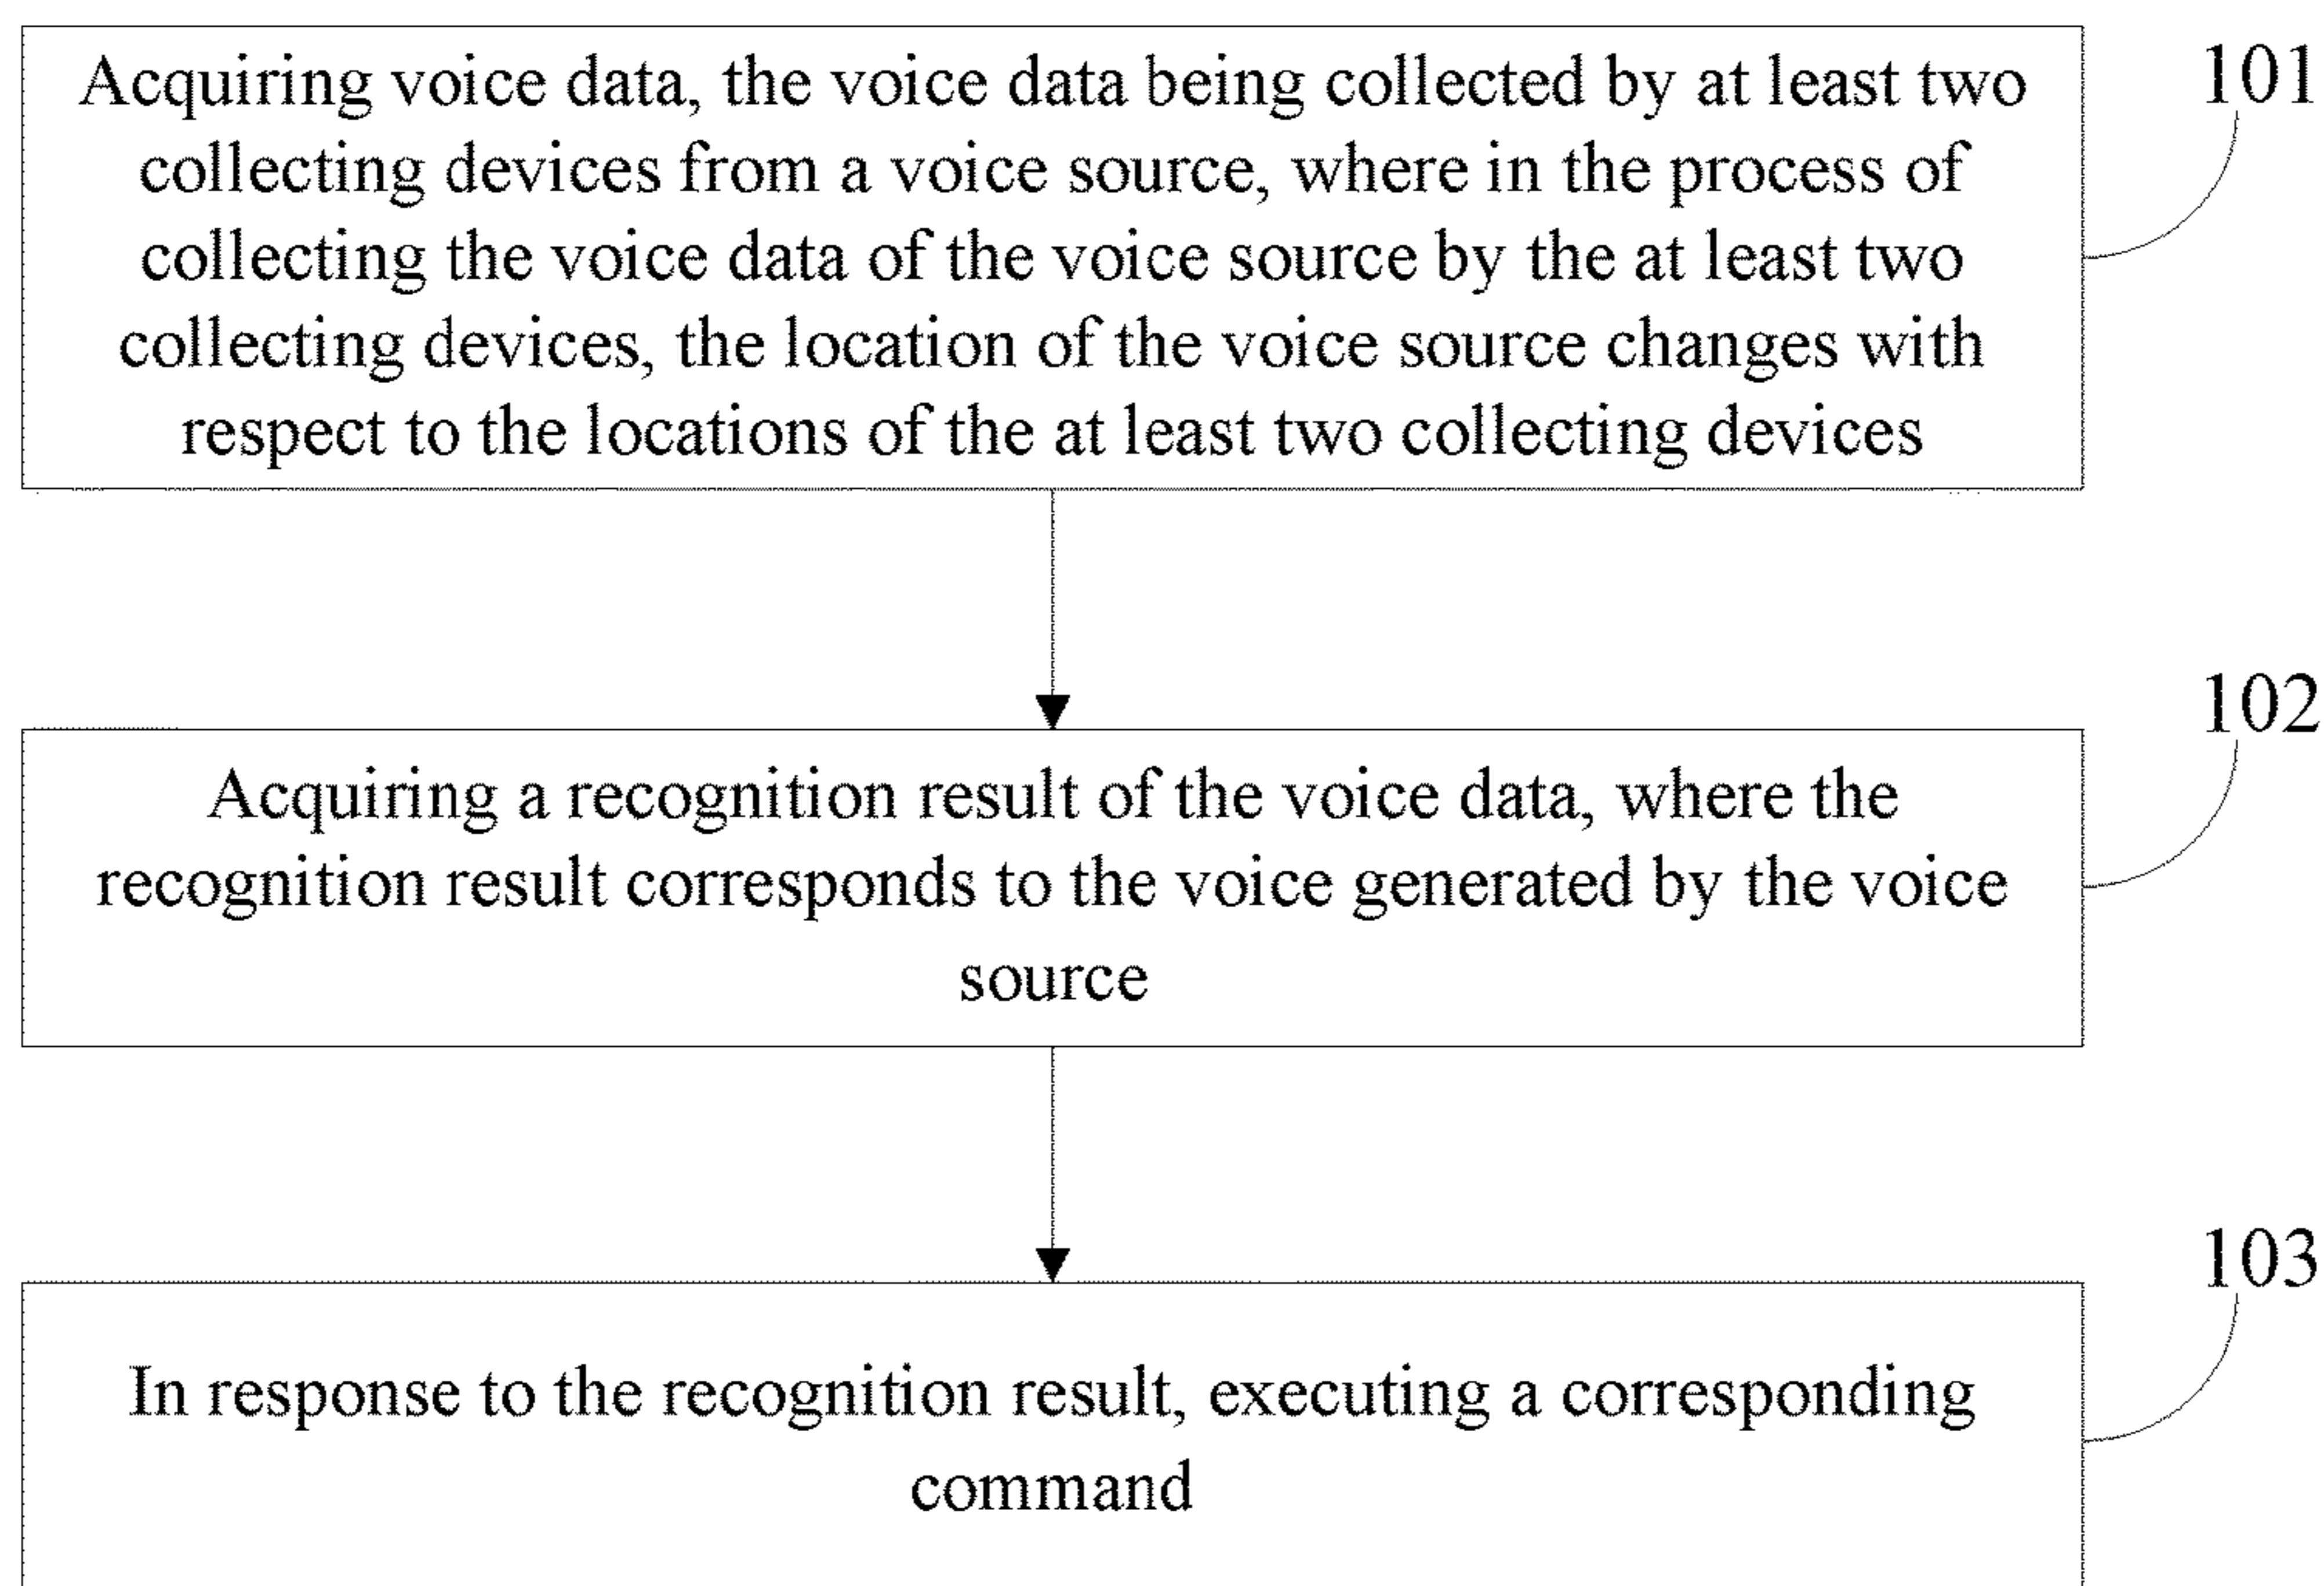 Acquiring voice data, the voice data being collected by at least two
collecting devices from a voice source, where in the process of
collecting the voice data of the voice source by the at least two
collecting devices, the location of the voice source changes with
respect to the locations of the at least two collecting devices
101
Acquiring a recognition result of the voice data, where the
recognition result corresponds to the voice generated by the voice
source
102
In response to the recognition result, executing a corresponding
command
103